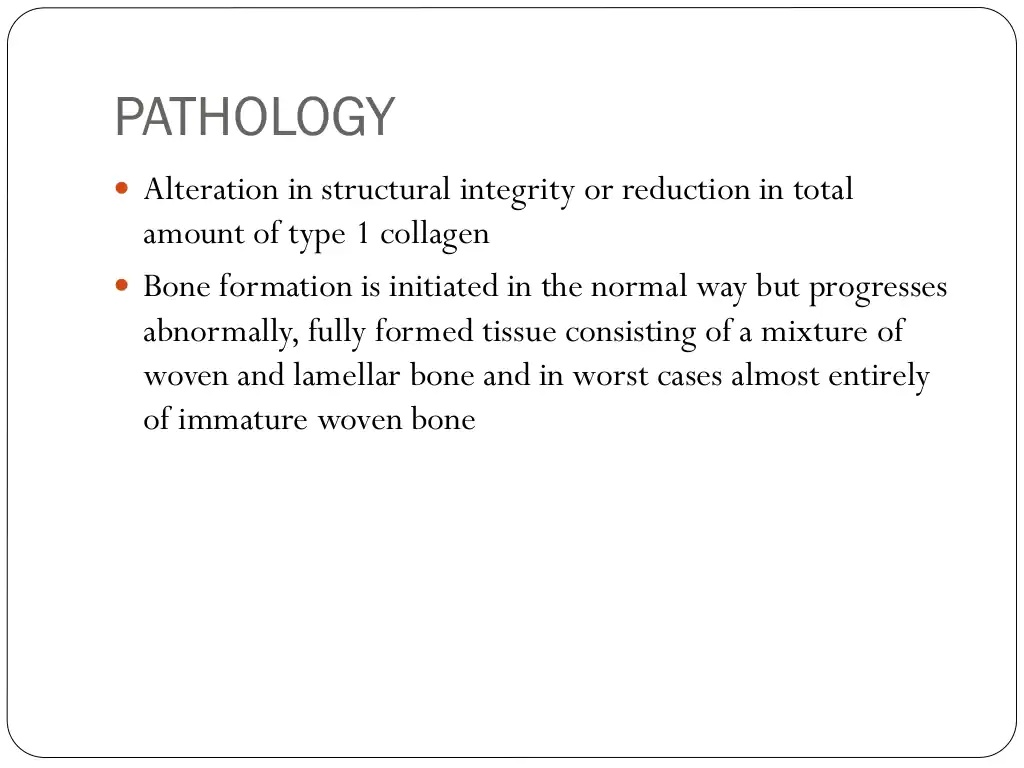 PATHOLOGY
Alteration in structural integrity or reduction in total
amount of type 1 collagen
Bone formation is initiated in the normal way but progresses
abnormally, fully formed tissue consisting of a mixture of
woven and lamellar bone and in worst cases almost entirely
of immature woven bone